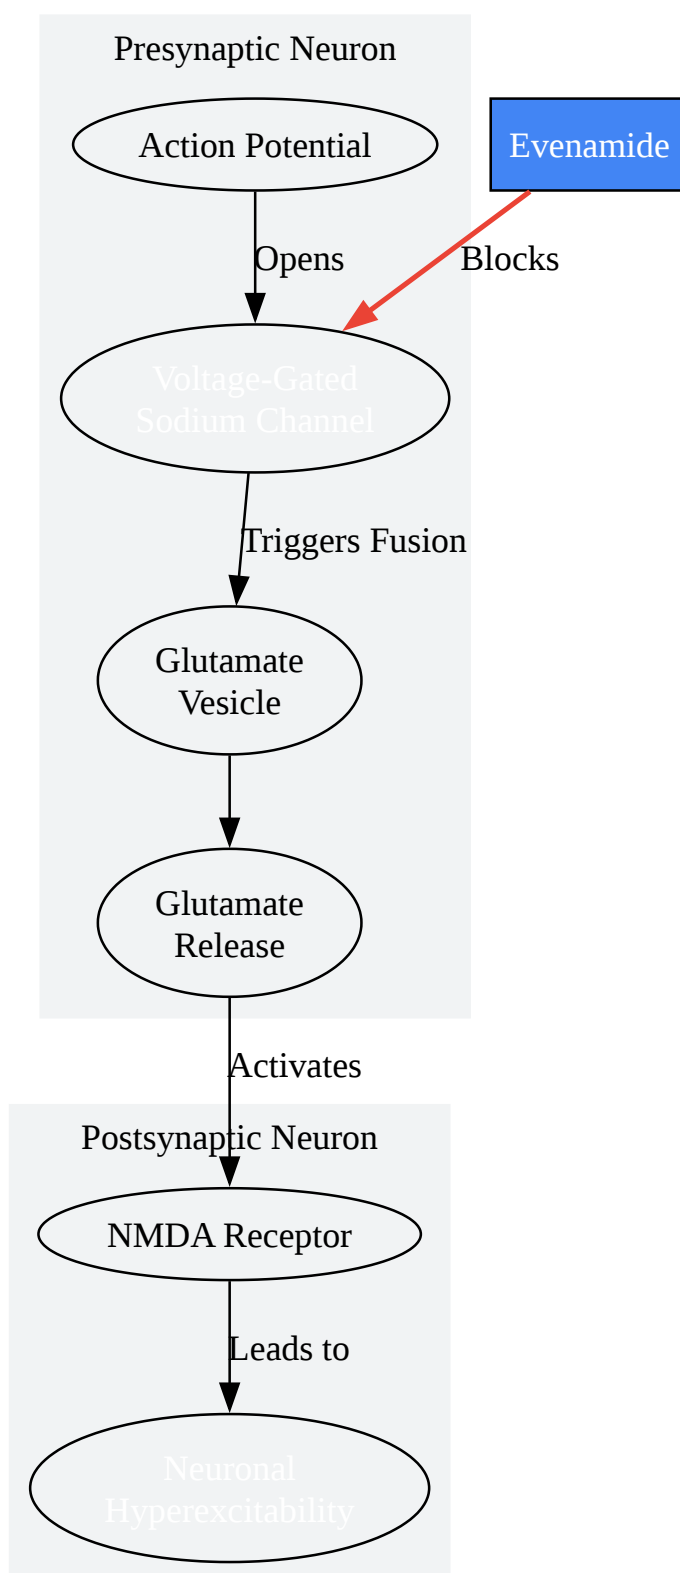 Presynaptic Neuron
Action Potential
Evenamide
Opens
Blocks
Voltage-Gated
Sodium Channel
Triggers Fusion
Glutamate
Vesicle
Glutamate
Release
Activates
Postsynaptic Neuron
NMDA Receptor
Leads to
Neuronal
Hyperexcitability